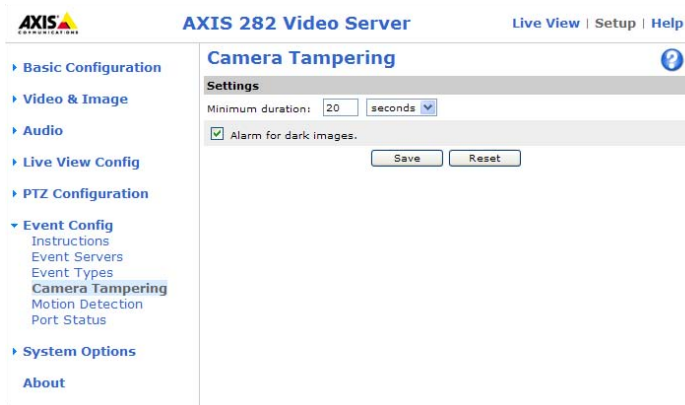 AXIS
COMMUNICATIONS
AXIS 282 Video Server
Live View | Setup | Help
Basic Configuration
Video & Image
Audio
Live View Config
PTZ Configuration
Event Config
Instructions
Event Servers
Event Types
Camera Tampering
Motion Detection
Port Status
System Options
About
Camera Tampering
?
Settings
Minimum duration: 20 seconds
Alarm for dark images.
Save Reset